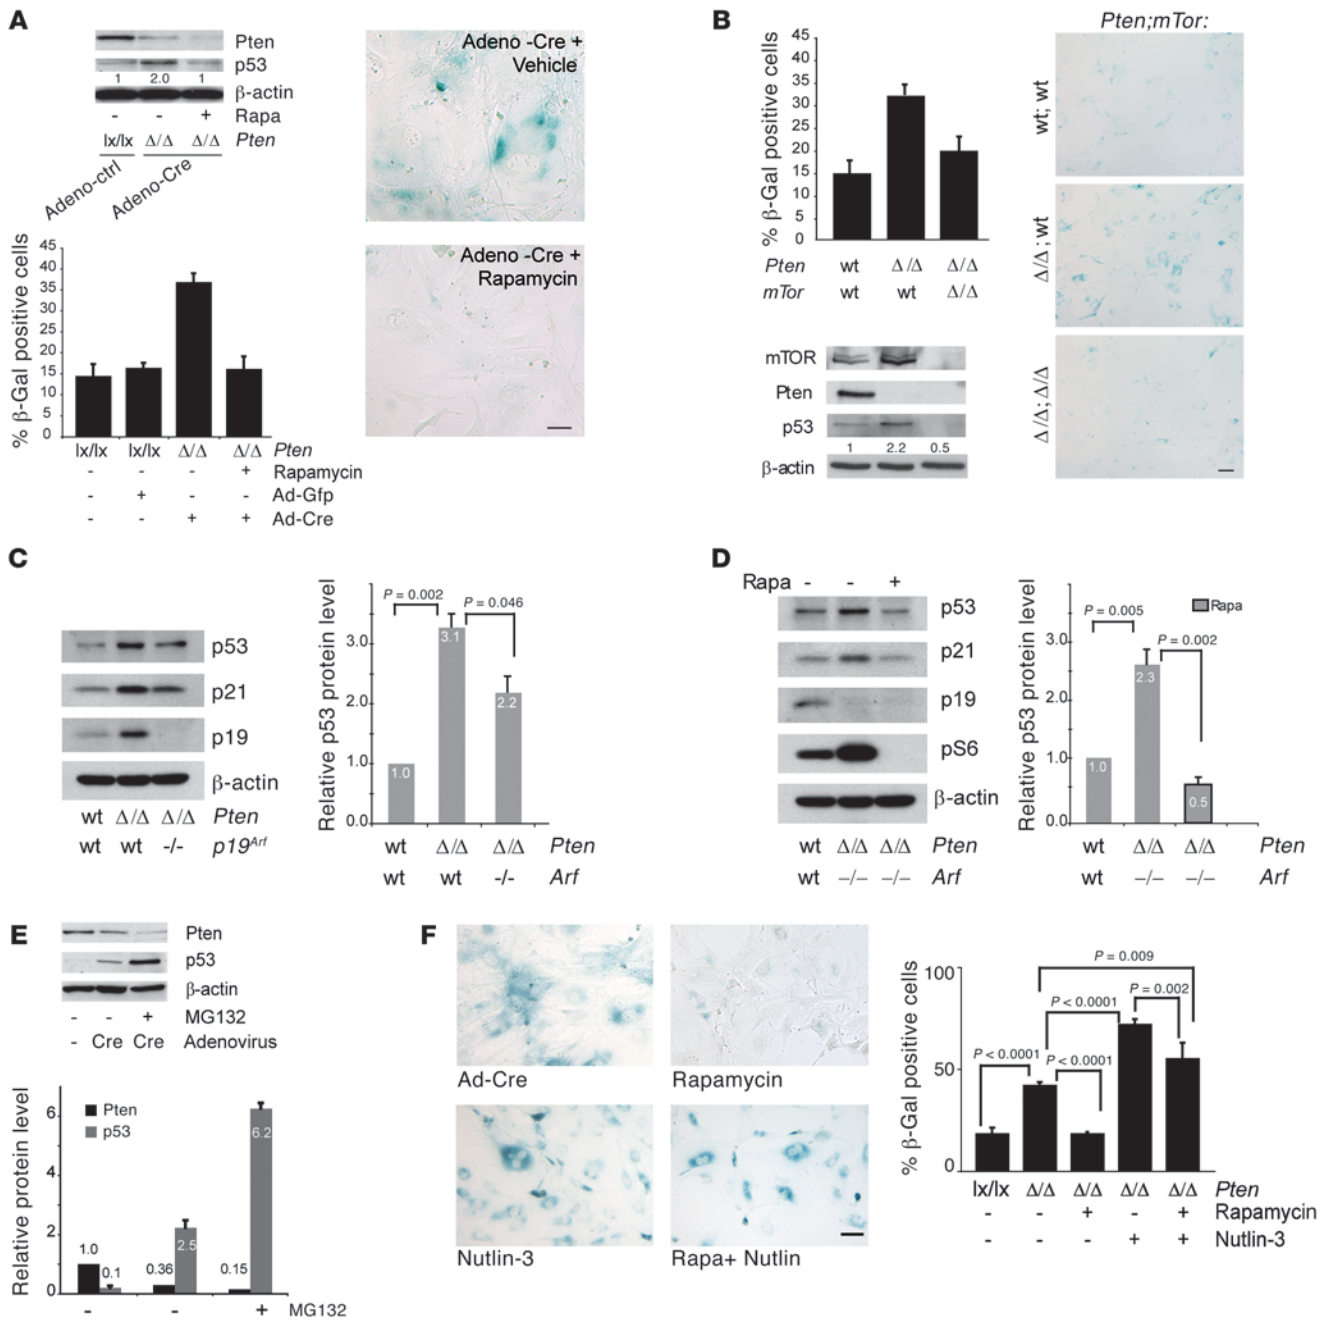 A
Pten
p53
1 2.0 1
β-actin
- - + Rapa
lx/lx Δ/Δ Δ/Δ Pten
Adeno-ctrl
Adeno-Cre
Adeno -Cre +
Vehicle
Adeno -Cre +
Rapamycin
% β-Gal positive cells
45
40
35
30
25
20
15
10
5
0
lx/lx lx/lx Δ/Δ Δ/Δ Pten
- - - + Rapamycin
- + - - Ad-Gfp
- - + + Ad-Cre
B
% β-Gal positive cells
45
40
35
30
25
20
15
10
5
0
Pten wt Δ/Δ Δ/Δ
mTor wt wt Δ/Δ
mTOR
Pten
p53
1 2.2 0.5
β-actin
Pten;mTor:
wt; wt
Δ/Δ; wt
Δ/Δ; Δ/Δ
C
p53
p21
p19
β-actin
wt Δ/Δ Δ/Δ Pten
wt wt -/- p19Arf
Relative p53 protein level
3.0
2.0
1.0
0.0
P = 0.002
P = 0.046
1.0
3.1
2.2
wt Δ/Δ Δ/Δ Pten
wt wt -/- Arf
D
Rapa - - +
p53
p21
p19
pS6
β-actin
wt Δ/Δ Δ/Δ Pten
wt –/– –/– Arf
Relative p53 protein level
3.0
2.0
1.0
0.0
P = 0.005
P = 0.002
Rapa
1.0
2.3
0.5
wt Δ/Δ Δ/Δ Pten
wt –/– –/– Arf
E
Pten
p53
β-actin
- - + MG132
- Cre Cre Adenovirus
Relative protein level
6
4
2
0
Pten
p53
1.0
0.1
0.36
2.5
0.15
6.2
- - + MG132
F
Ad-Cre
Rapamycin
Nutlin-3
Rapa+ Nutlin
% β-Gal positive cells
100
50
0
P = 0.009
P = 0.002
P < 0.0001
P < 0.0001
P < 0.0001
lx/lx Δ/Δ Δ/Δ Δ/Δ Δ/Δ Pten
- - + - + Rapamycin
- - - + + Nutlin-3